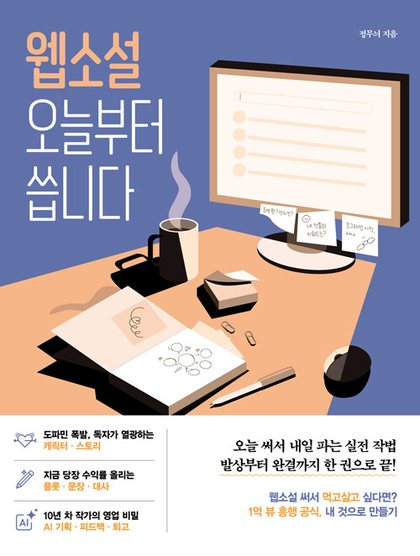 정무늬 지음
웹소설
오늘부터
씁니다
내 전용의
도파민 폭발, 독자가 열광하는
캐릭터 · 스토리
지금 당장 수익률 올리는
플롯 · 문장 · 대사
AI
10년 차 작가의 영업 비밀
AI 기획 · 피드백 · 퇴고
오늘 써서 내일 파는 실전 작법
발상부터 완결까지 한 권으로 끝!
웹소설 써서 먹고살고 싶다면?
1억 뷰 흥행 공식, 내 것으로 만들기